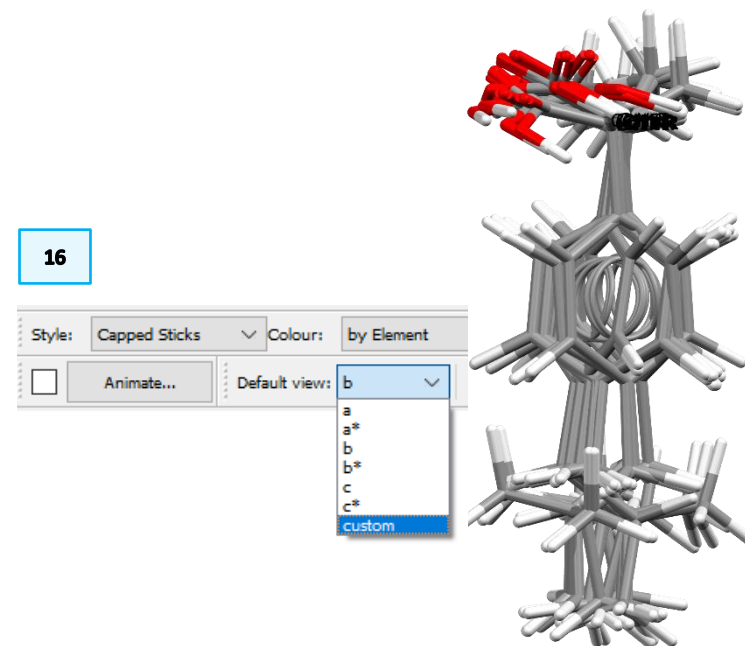 16
Style: Capped Sticks Colour: by Element
Animate... Default view: b
a
a*
b
b*
c
c*
custom